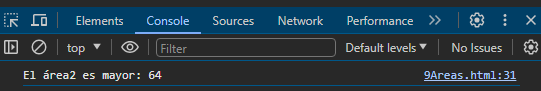 Elements Console Sources Network Performance
top Filter Default levels No Issues
El área2 es mayor: 64 9Areas.html:31